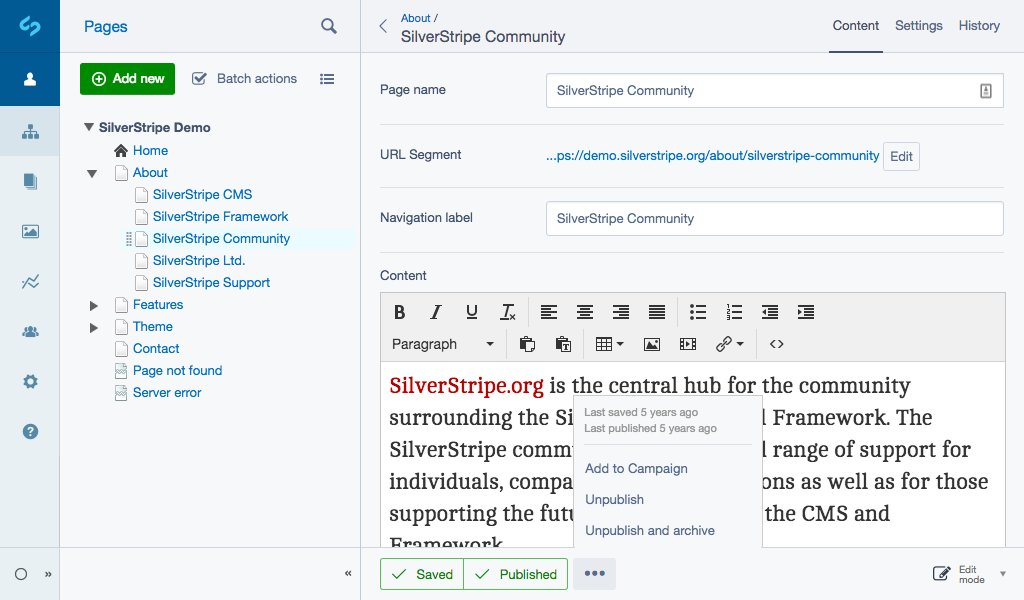 Pages
Add new
Batch actions
SilverStripe Demo
Home
About
SilverStripe CMS
SilverStripe Framework
SilverStripe Community
SilverStripe Ltd.
SilverStripe Support
Features
Theme
Contact
Page not found
Server error
«
»
About /
SilverStripe Community
Content
Settings
History
Page name
SilverStripe Community
URL Segment
...ps://demo.silverstripe.org/about/silverstripe-community
Edit
Navigation label
SilverStripe Community
Content
B I U Tx
Paragraph
SilverStripe.org is the central hub for the community
surrounding the Si Framework. The
SilverStripe comm range of support for
individuals, compa ons as well as for those
supporting the futu the CMS and
Framework.
Last saved 5 years ago
Last published 5 years ago
Add to Campaign
Unpublish
Unpublish and archive
Saved
Published
•••
Edit
mode